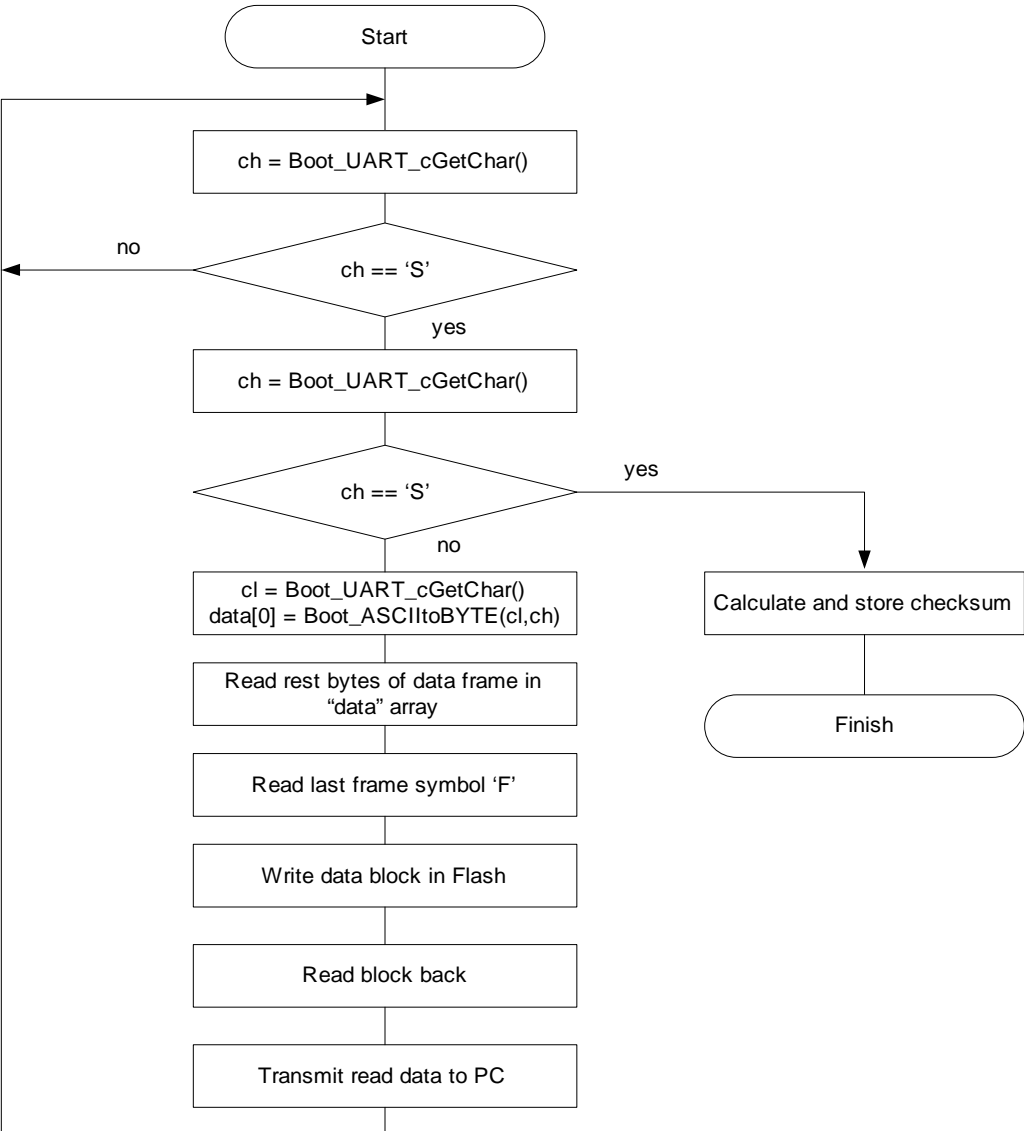 Start
ch = Boot_UART_cGetChar()
no
ch == ‘S’
yes
ch = Boot_UART_cGetChar()
ch == ‘S’
yes
no
cl = Boot_UART_cGetChar()
data[0] = Boot_ASCIItoBYTE(cl,ch)
Calculate and store checksum
Read rest bytes of data frame in
“data” array
Finish
Read last frame symbol ‘F’
Write data block in Flash
Read block back
Transmit read data to PC